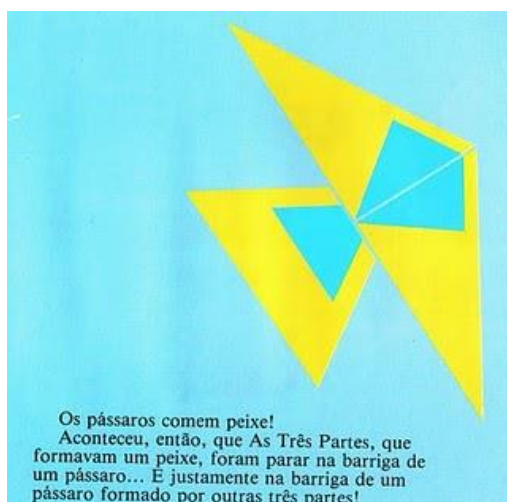 Os pássaros comem peixe!
Aconteceu, então, que As Três Partes, que
formavam um peixe, foram parar na barriga de
um pássaro... E justamente na barriga de um
pássaro formado por outras três partes!